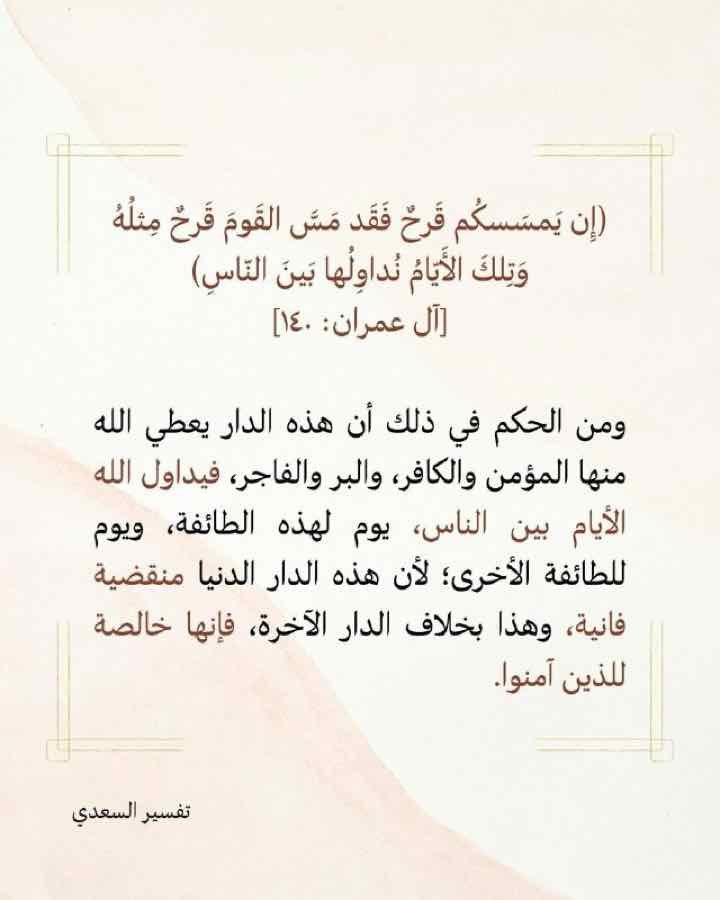 (إِن يَمسَسكُم قَرحٌ فَقَد مَسَّ القَومَ قَرحٌ مِثلُهُ
وَتِلكَ الأَيّامُ نُداوِلُها بَينَ النّاسِ)
[آل عمران: ١٤٠]
ومن الحكم في ذلك أن هذه الدار يعطي الله
منها المؤمن والكافر، والبر والفاجر، فيداول الله
الأيام بين الناس، يوم لهذه الطائفة، ويوم
للطائفة الأخرى؛ لأن هذه الدار الدنيا منقضية
فانية، وهذا بخلاف الدار الآخرة، فإنها خالصة
للذين آمنوا.
تفسير السعدي